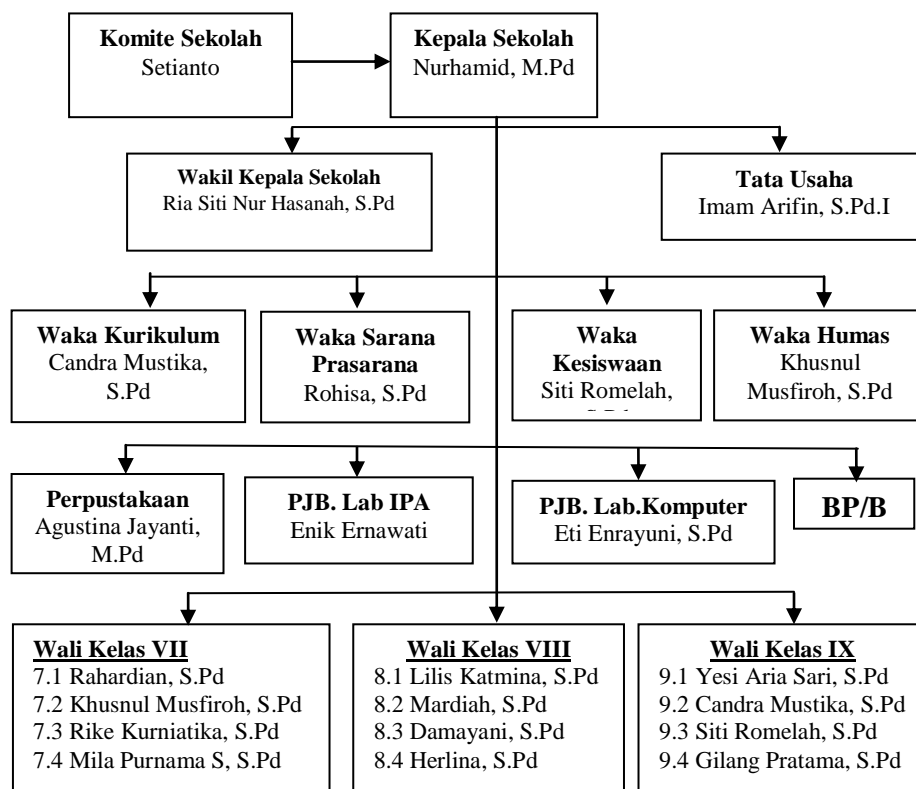 Komite Sekolah
Setianto
Kepala Sekolah
Nurhamid, M.Pd
Wakil Kepala Sekolah
Ria Siti Nur Hasanah, S.Pd
Tata Usaha
Imam Arifin, S.Pd.I
Waka Kurikulum
Candra Mustika,
S.Pd
Waka Sarana
Prasarana
Rohisa, S.Pd
Waka
Kesiswaan
Siti Romelah,
Waka Humas
Khusnul
Musfiroh, S.Pd
Perpustakaan
Agustina Jayanti,
M.Pd
PJB. Lab IPA
Enik Ernawati
PJB. Lab.Komputer
Eti Enrayuni, S.Pd
BP/B
Wali Kelas VII
7.1 Rahardian, S.Pd
7.2 Khusnul Musfiroh, S.Pd
7.3 Rike Kurniatika, S.Pd
7.4 Mila Purnama S, S.Pd
Wali Kelas VIII
8.1 Lilis Katmina, S.Pd
8.2 Mardiah, S.Pd
8.3 Damayani, S.Pd
8.4 Herlina, S.Pd
Wali Kelas IX
9.1 Yesi Aria Sari, S.Pd
9.2 Candra Mustika, S.Pd
9.3 Siti Romelah, S.Pd
9.4 Gilang Pratama, S.Pd